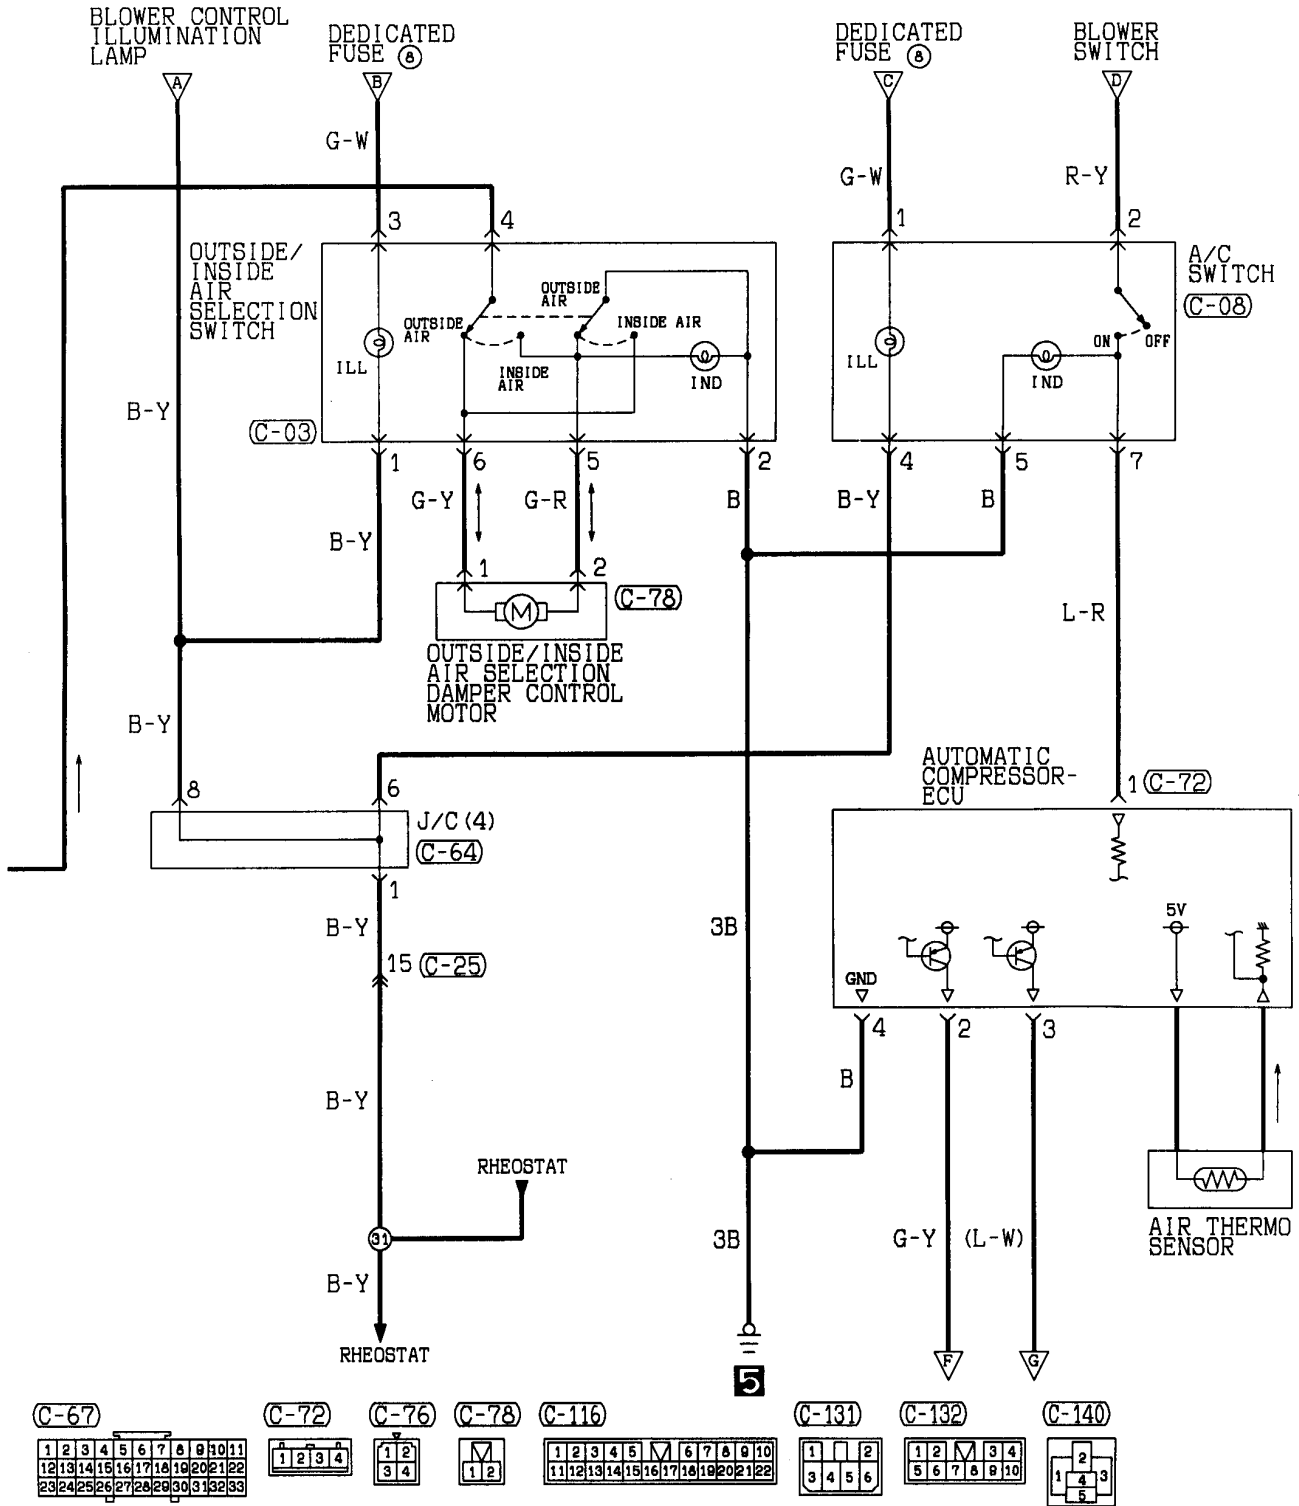 BLOWER CONTROL
ILLUMINATION
LAMP
DEDICATED
FUSE ⑧
DEDICATED
FUSE ⑧
BLOWER
SWITCH
A
B
C
D
G-W
G-W
R-Y
3
4
1
2
OUTSIDE/
INSIDE
AIR
SELECTION
SWITCH
A/C
SWITCH
C-08
OUTSIDE
AIR
OUTSIDE
AIR
INSIDE AIR
INSIDE
AIR
ILL
IND
ILL
IND
ON
OFF
B-Y
C-03
1
6
5
2
4
5
7
G-Y
G-R
B
B-Y
B
B-Y
1
2
C-78
M
L-R
OUTSIDE/INSIDE
AIR SELECTION
DAMPER CONTROL
MOTOR
B-Y
AUTOMATIC
COMPRESSOR-
ECU
1
C-72
8
6
J/C(4)
C-64
1
B-Y
3B
5V
15
C-25
GND
4
2
3
B
B-Y
RHEOSTAT
31
3B
G-Y
(L-W)
AIR THERMO
SENSOR
B-Y
RHEOSTAT
F
G
5
C-67
C-72
C-76
C-78
C-116
C-131
C-132
C-140
1 2 3 4 5 6 7 8 9 10 11
12 13 14 15 16 17 18 19 20 21 22
23 24 25 26 27 28 29 30 31 32 33
1 2 3 4
1 2
3 4
1 2
1 2 3 4 5 6 7 8 9 10
11 12 13 14 15 16 17 18 19 20 21 22
1 2
3 4 5 6
1 2 3 4
5 6 7 8 9 10
2
1 4 3
5